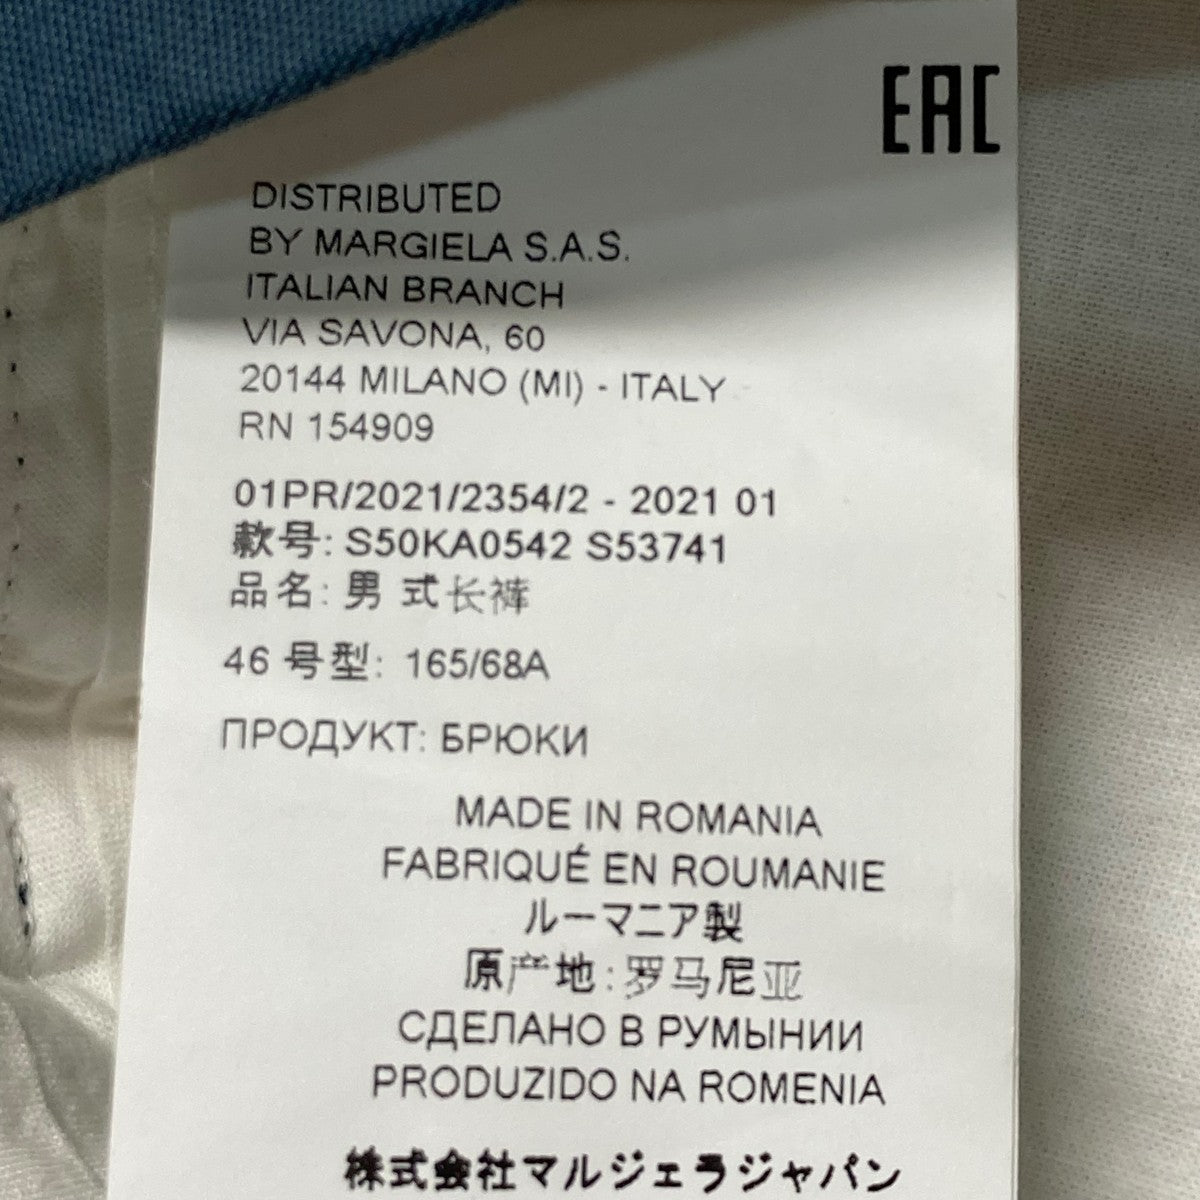 EAC
DISTRIBUTED
BY MARGIELA S.A.S.
ITALIAN BRANCH
VIA SAVONA, 60
20144 MILANO (MI) - ITALY
RN 154909
01PR/2021/2354/2 - 2021 01
款号: S50KA0542 S53741
品名: 男 式长裤
46 号型: 165/68A
ПРОДУКТ: БРЮКИ
MADE IN ROMANIA
FABRIQUÉ EN ROUMANIE
ルーマニア製
原产地: 罗马尼亚
СДЕЛАНО В РУМЫНИИ
PRODUZIDO NA ROMENIA
株式会社マルジェラジャパン